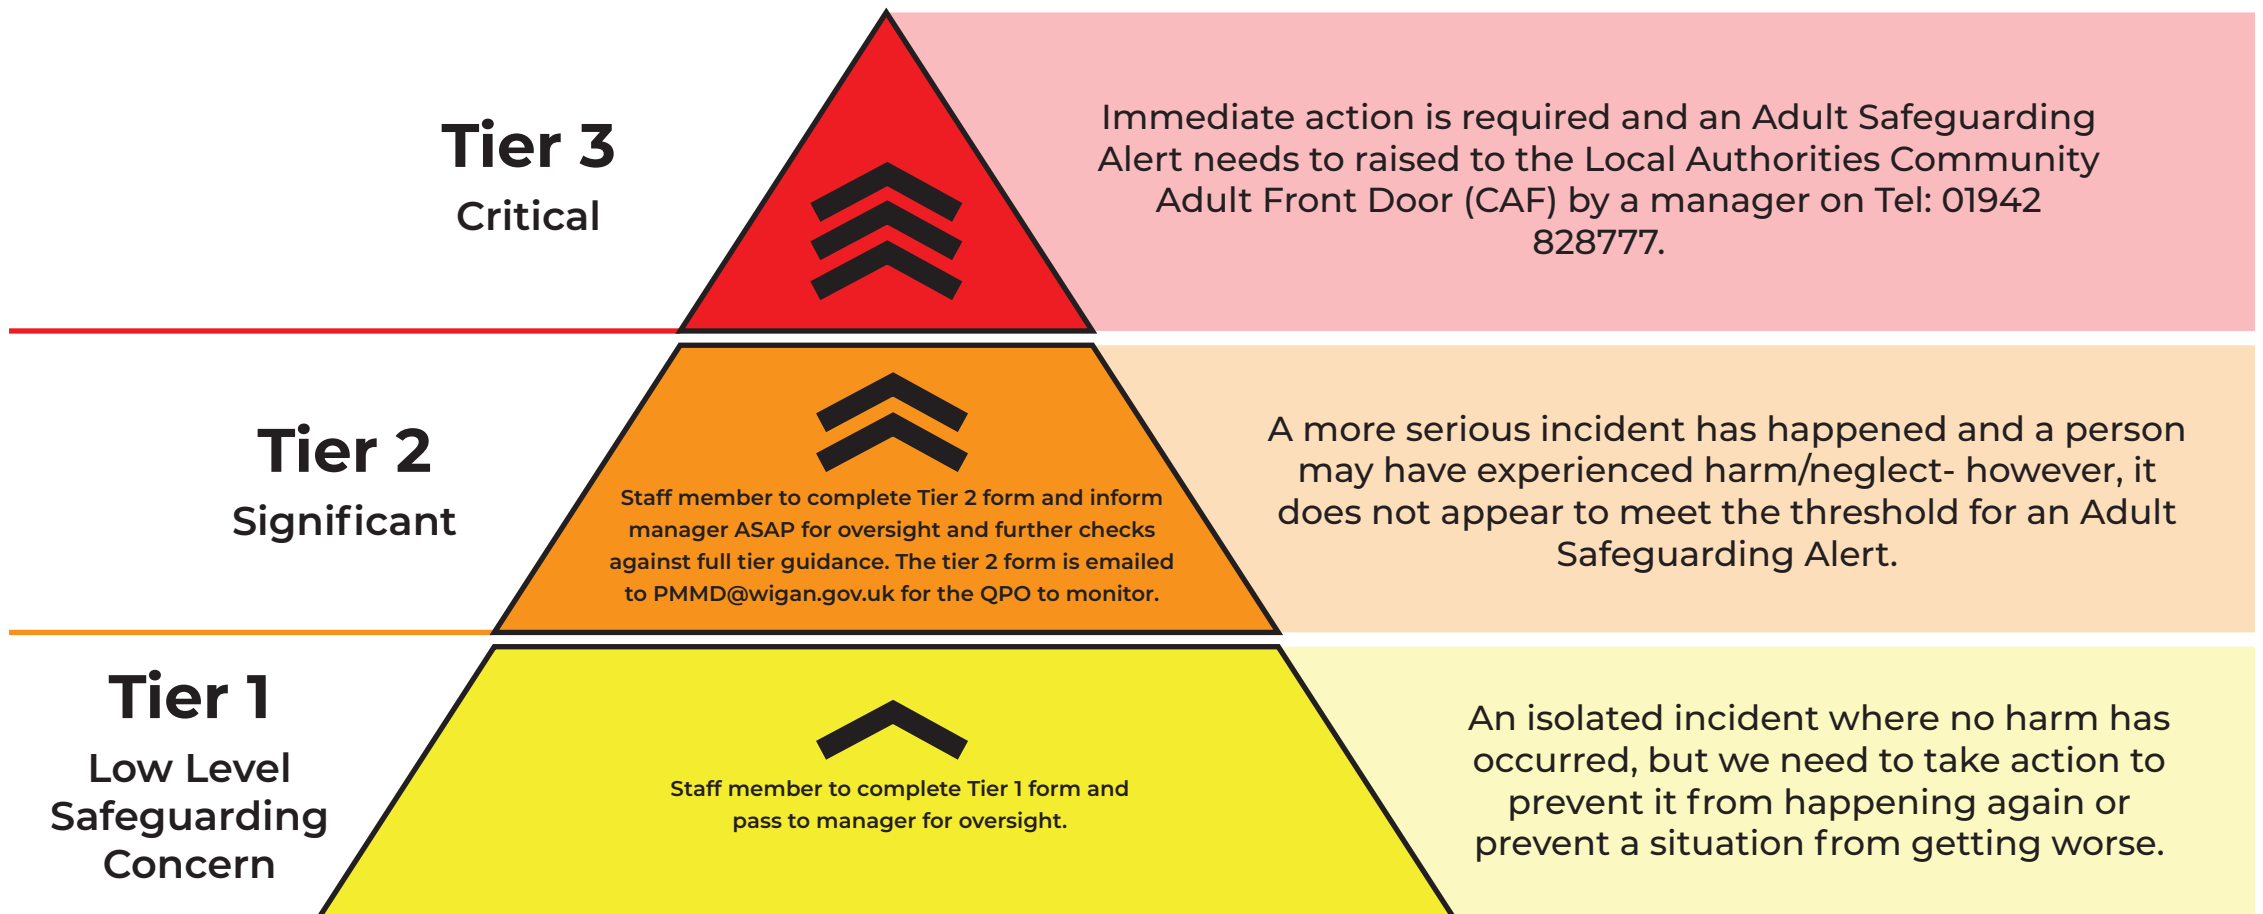 Tier 3
Critical
Immediate action is required and an Adult Safeguarding
Alert needs to raised to the Local Authorities Community
Adult Front Door (CAF) by a manager on Tel: 01942
828777.
Tier 2
Significant
Staff member to complete Tier 2 form and inform
manager ASAP for oversight and further checks
against full tier guidance. The tier 2 form is emailed
to PMMD@wigan.gov.uk for the QPO to monitor.
A more serious incident has happened and a person
may have experienced harm/neglect- however, it
does not appear to meet the threshold for an Adult
Safeguarding Alert.
Tier 1
Low Level
Safeguarding
Concern
Staff member to complete Tier 1 form and
pass to manager for oversight.
An isolated incident where no harm has
occurred, but we need to take action to
prevent it from happening again or
prevent a situation from getting worse.